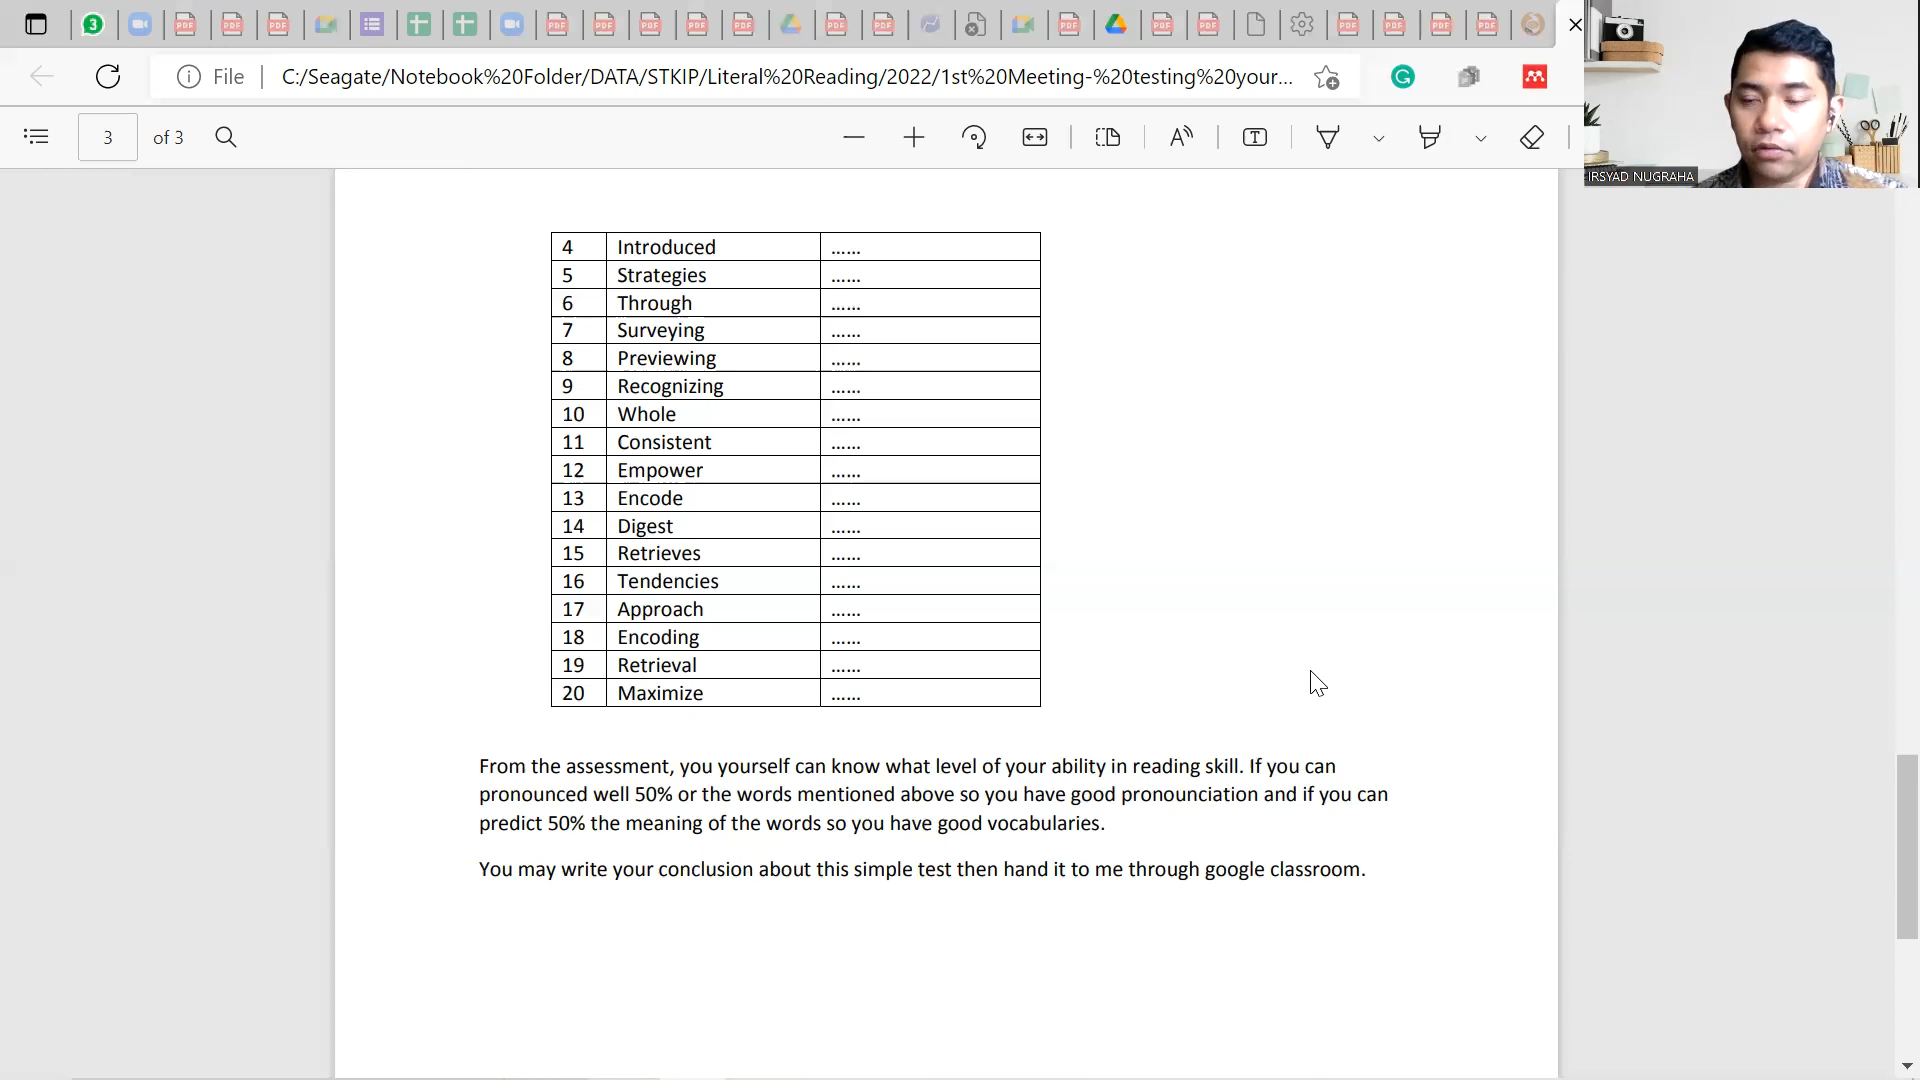 3
File C:/Seagate/Notebook%20Folder/DATA/STKIP/Literal%20Reading/2022/1st%20Meeting-%20testing%20your...
3 of 3
IRSYAD NUGRAHA
4 Introduced ......
5 Strategies ......
6 Through ......
7 Surveying ......
8 Previewing ......
9 Recognizing ......
10 Whole ......
11 Consistent ......
12 Empower ......
13 Encode ......
14 Digest ......
15 Retrieves ......
16 Tendencies ......
17 Approach ......
18 Encoding ......
19 Retrieval ......
20 Maximize ......
From the assessment, you yourself can know what level of your ability in reading skill. If you can
pronounced well 50% or the words mentioned above so you have good pronounciation and if you can
predict 50% the meaning of the words so you have good vocabularies.
You may write your conclusion about this simple test then hand it to me through google classroom.